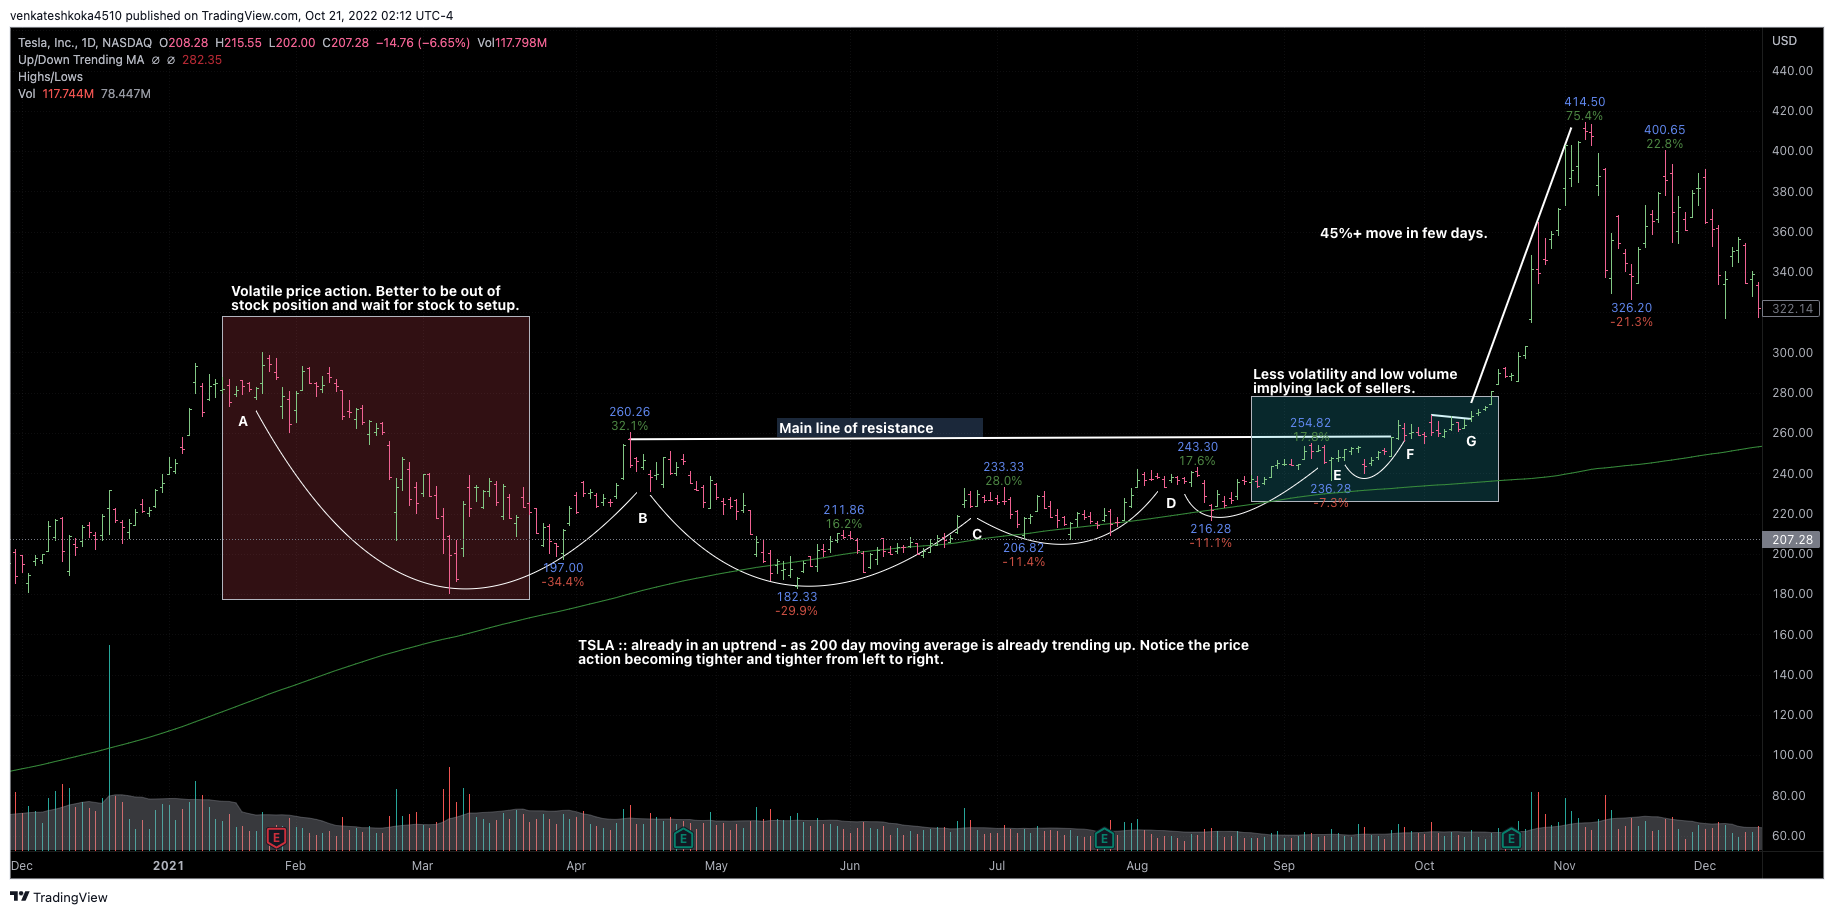 venkateshkoka4510 published on TradingView.com, Oct 21, 2022 02:12 UTC-4
Tesla, Inc., 1D, NASDAQ O208.28 H215.55 L202.00 C207.28 −14.76 (−6.65%) Vol117.798M
Up/Down Trending MA ∅ ∅ 282.35
Highs/Lows
Vol 117.744M 78.447M
USD
440.00
420.00
400.00
380.00
360.00
340.00
322.14
300.00
280.00
260.00
240.00
220.00
207.28
200.00
180.00
160.00
140.00
120.00
100.00
80.00
60.00
414.50
75.4%
400.65
22.8%
45%+ move in few days.
326.20
-21.3%
Volatile price action. Better to be out of
stock position and wait for stock to setup.
A
Less volatility and low volume
implying lack of sellers.
260.26
32.1%
Main line of resistance
254.82
17.8%
243.30
17.6%
G
F
E
236.28
-7.3%
233.33
28.0%
D
B
211.86
16.2%
C
216.28
-11.1%
206.82
-11.4%
197.00
-34.4%
182.33
-29.9%
TSLA :: already in an uptrend - as 200 day moving average is already trending up. Notice the price
action becoming tighter and tighter from left to right.
E
E
E
E
Dec 2021 Feb Mar Apr May Jun Jul Aug Sep Oct Nov Dec
TradingView